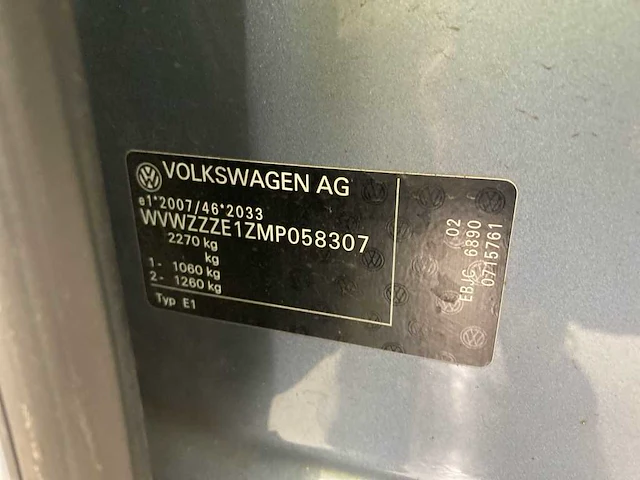 VOLKSWAGEN AG
e1*2007/46*2033
WVWZZZE1ZMP058307
2270 kg
kg
1- 1060 kg
2- 1260 kg
Typ E1
02
EBJC 6890
0715761